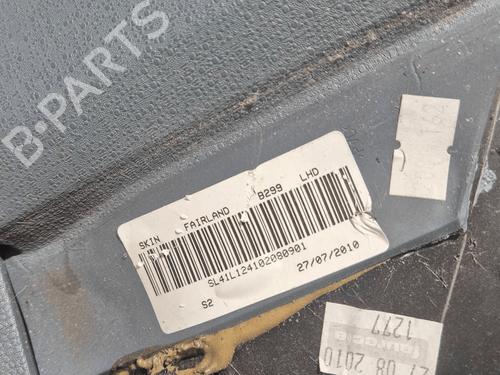 B-PARTS
SKIN FAIRLAND B299 LHD
SL41L124102080901
S2 27/07/2010
27 08 2010
1277